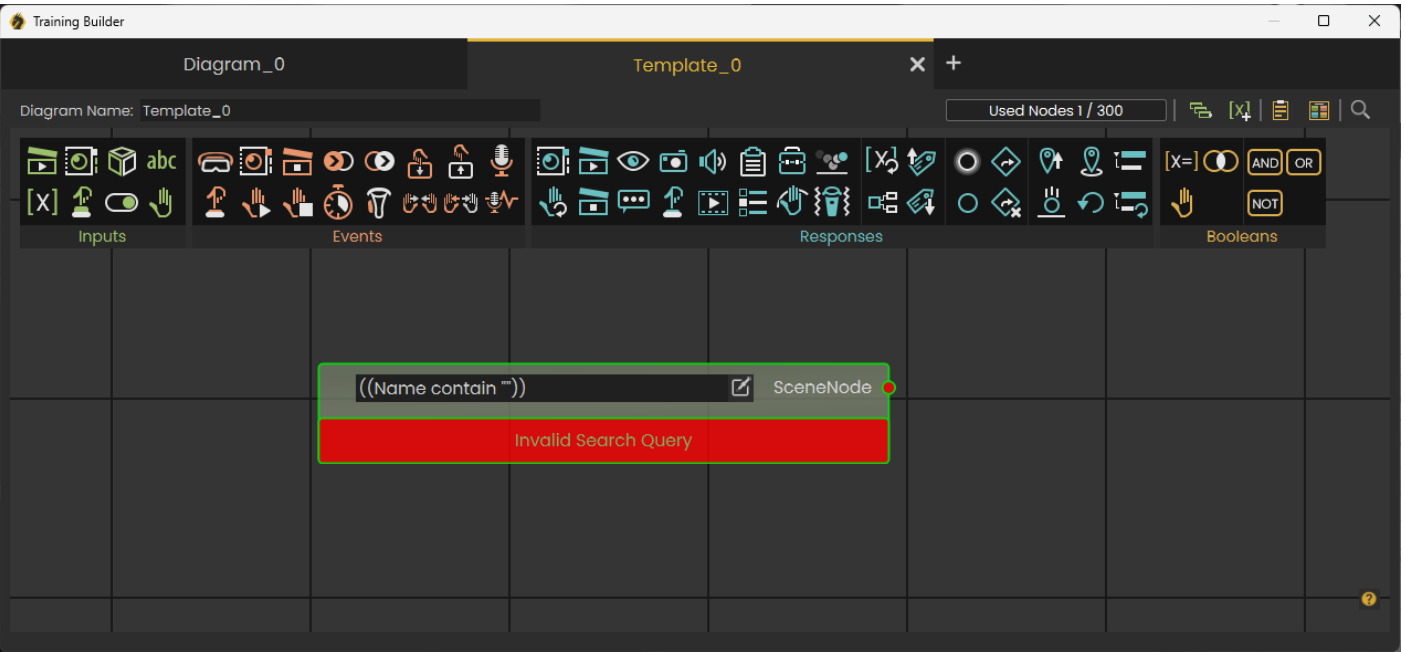 Training Builder
Diagram_0
Template_0
Diagram Name: Template_0
Used Nodes 1 / 300
[X]
abc
[X]
[X=]
AND
OR
[X]
NOT
Inputs
Events
Responses
Booleans
((Name contain ""))
SceneNode
Invalid Search Query
?